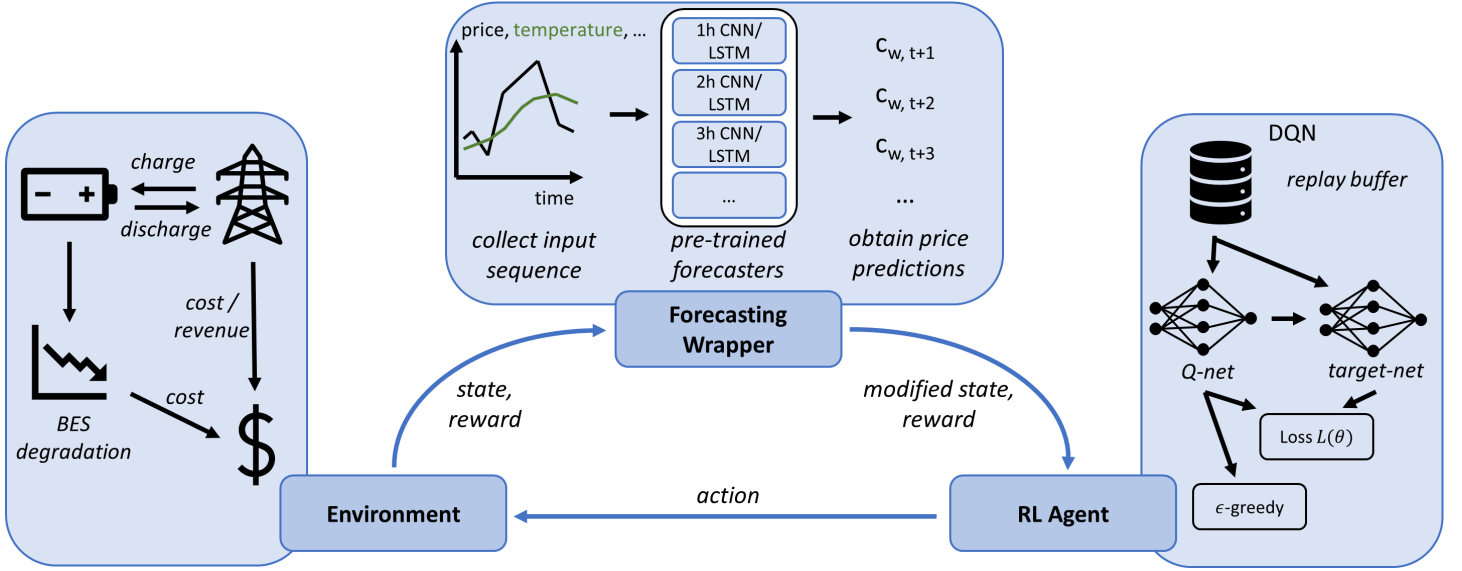 price, temperature, ...
time
collect input
sequence
1h CNN/
LSTM
2h CNN/
LSTM
3h CNN/
LSTM
...
pre-trained
forecasters
c_{w, t+1}
c_{w, t+2}
c_{w, t+3}
...
obtain price
predictions
Forecasting
Wrapper
charge
discharge
cost /
revenue
cost
BES
degradation
$
Environment
state,
reward
modified state,
reward
action
RL Agent
DQN
replay buffer
Q-net
target-net
Loss L(θ)
ϵ-greedy